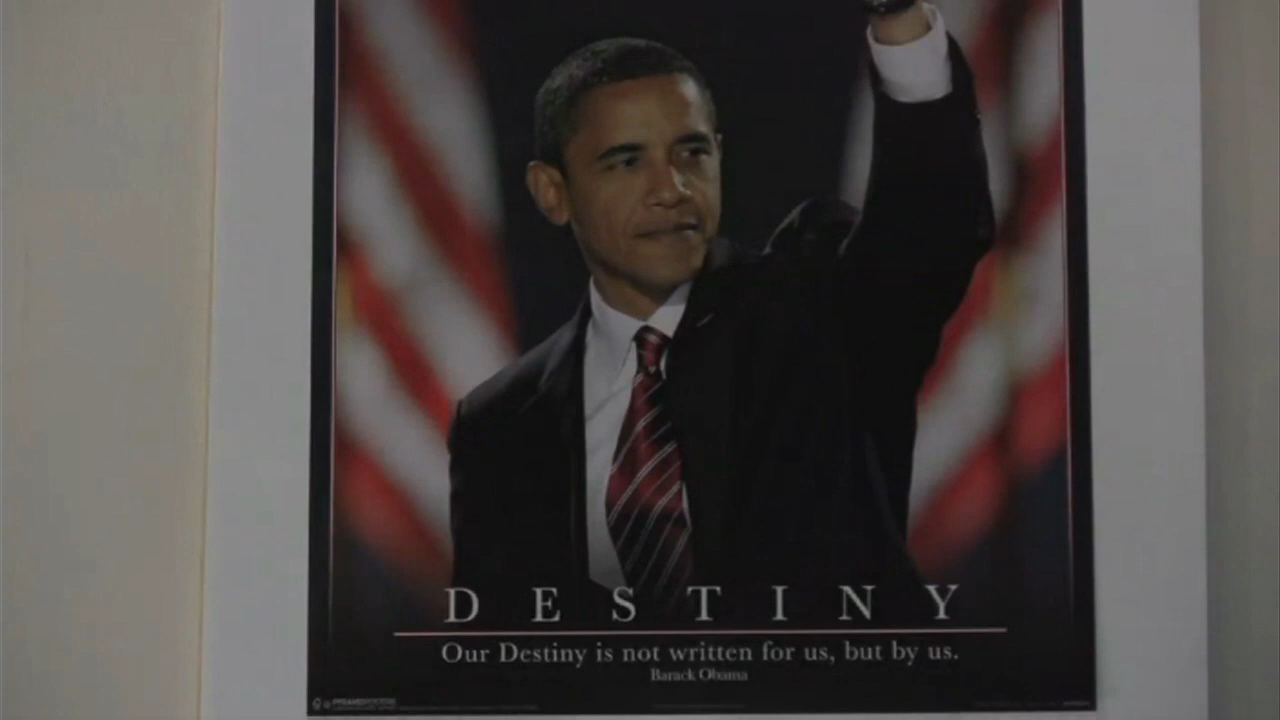 DESTINY
Our Destiny is not written for us, but by us.
Barack Obama